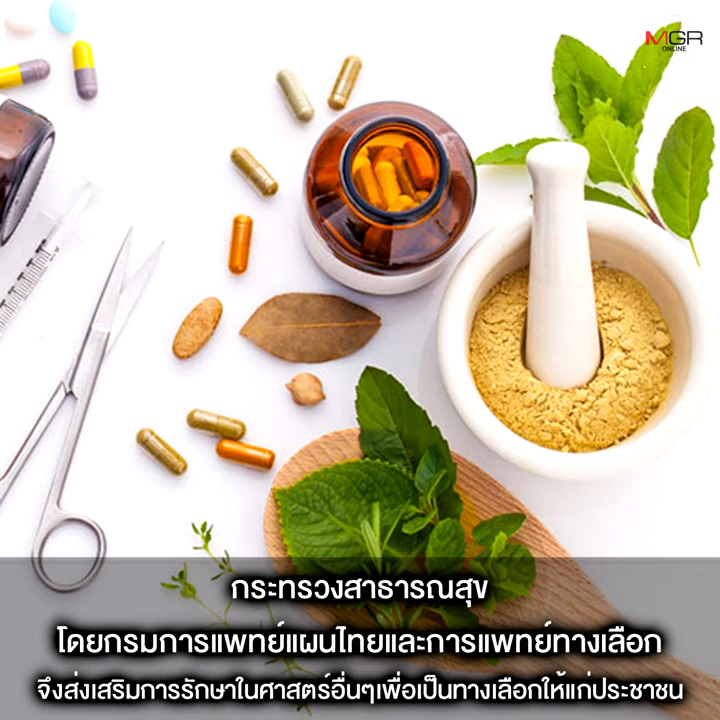 MGR
ONLINE
กระทรวงสาธารณสุข
โดยกรมการแพทย์แผนไทยและการแพทย์ทางเลือก
จึงส่งเสริมการรักษาในศาสตร์อื่นๆเพื่อเป็นทางเลือกให้แก่ประชาชน